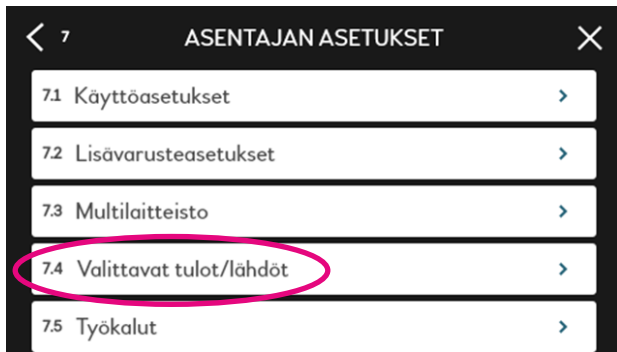 7 ASENTAJAN ASETUKSET
7.1 Käyttöasetukset
7.2 Lisävarusteasetukset
7.3 Multilaitteisto
7.4 Valittavat tulot/lähdöt
7.5 Työkalut